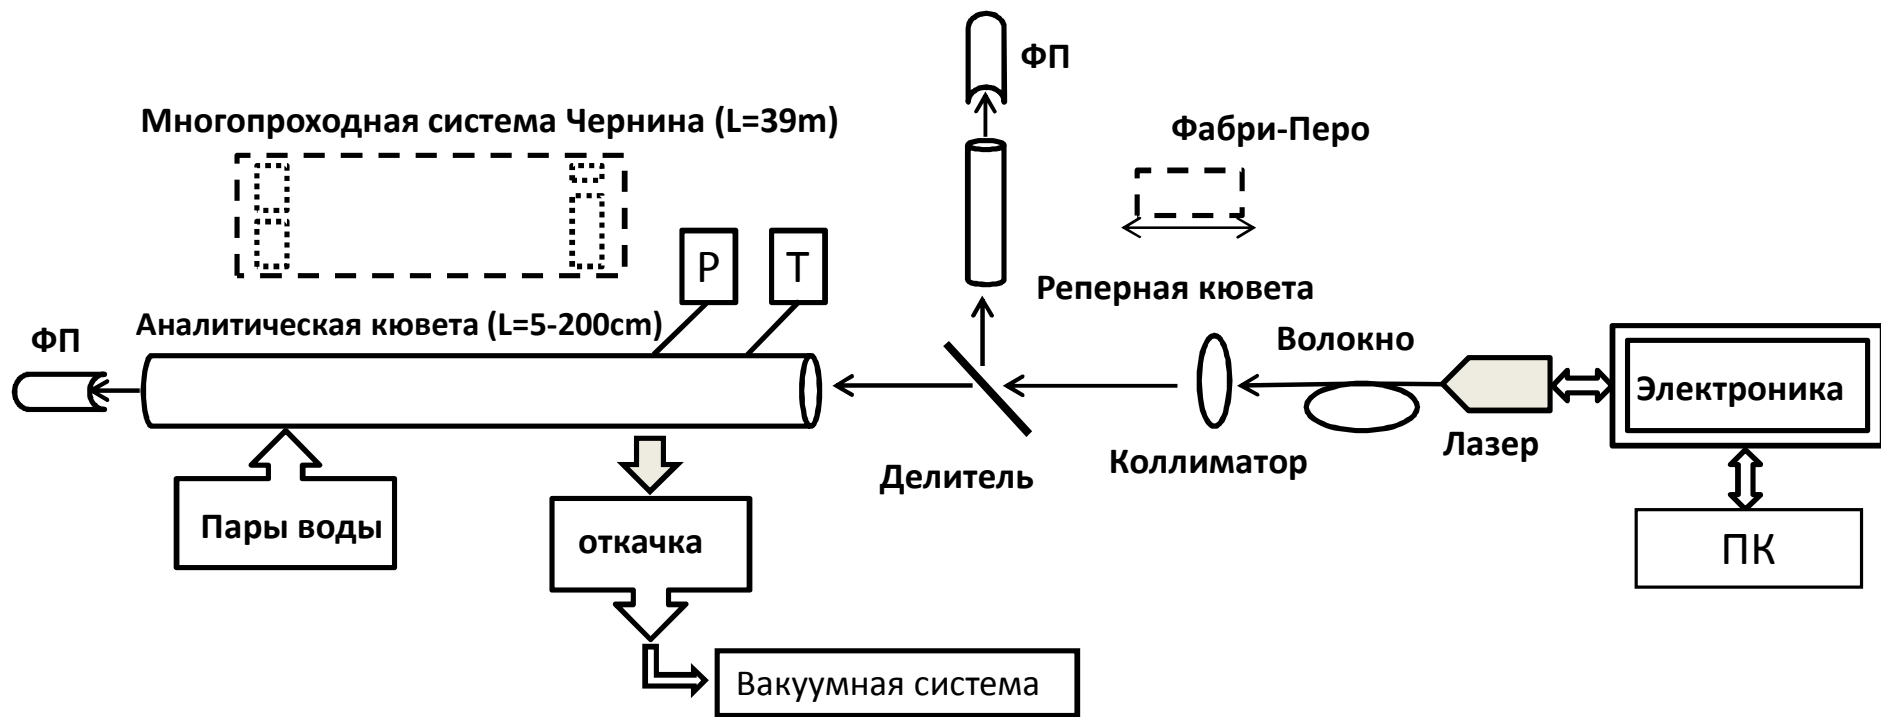 ФП
Многопроходная система Чернина (L=39m)
Фабри-Перо
P
T
Реперная кювета
Аналитическая кювета (L=5-200cm)
ФП
Волокно
Электроника
Лазер
Коллиматор
Делитель
Пары воды
откачка
ПК
Вакуумная система